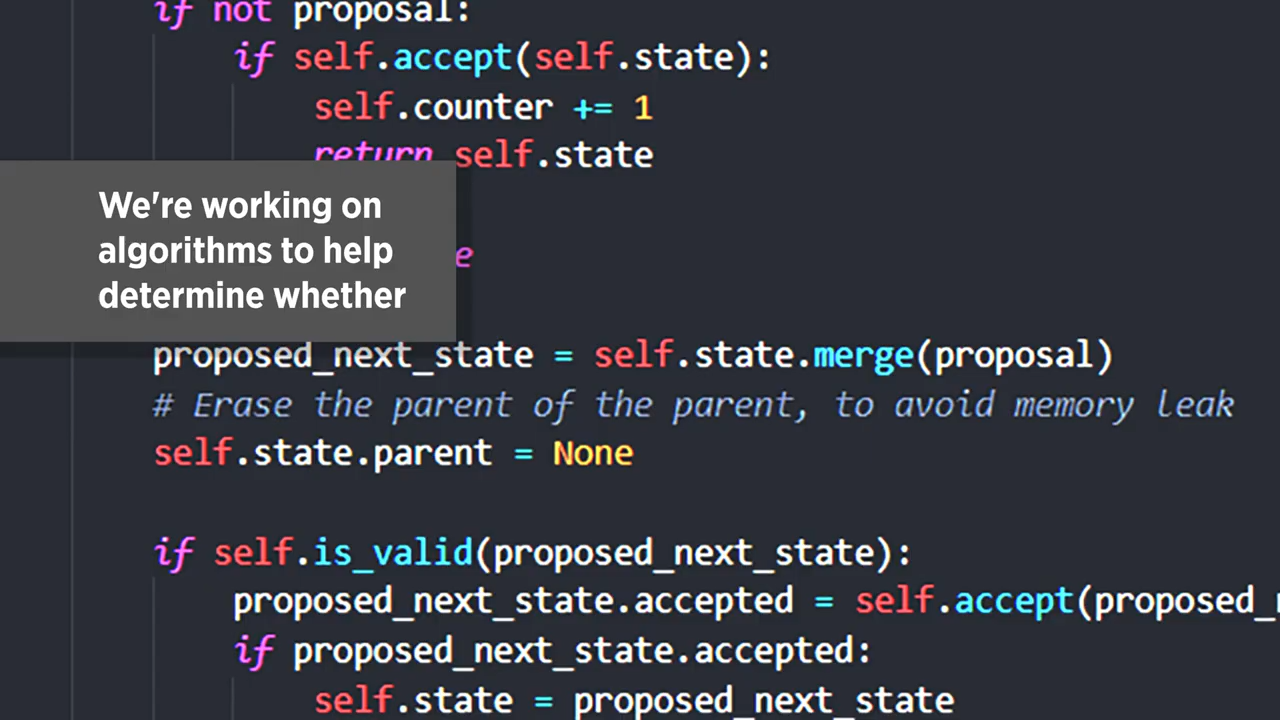 if not proposal:
if self.accept(self.state):
self.counter += 1
return self.state
We're working on
algorithms to help
determine whether
proposed_next_state = self.state.merge(proposal)
# Erase the parent of the parent, to avoid memory leak
self.state.parent = None
if self.is_valid(proposed_next_state):
proposed_next_state.accepted = self.accept(proposed_
if proposed_next_state.accepted:
self.state = proposed_next_state